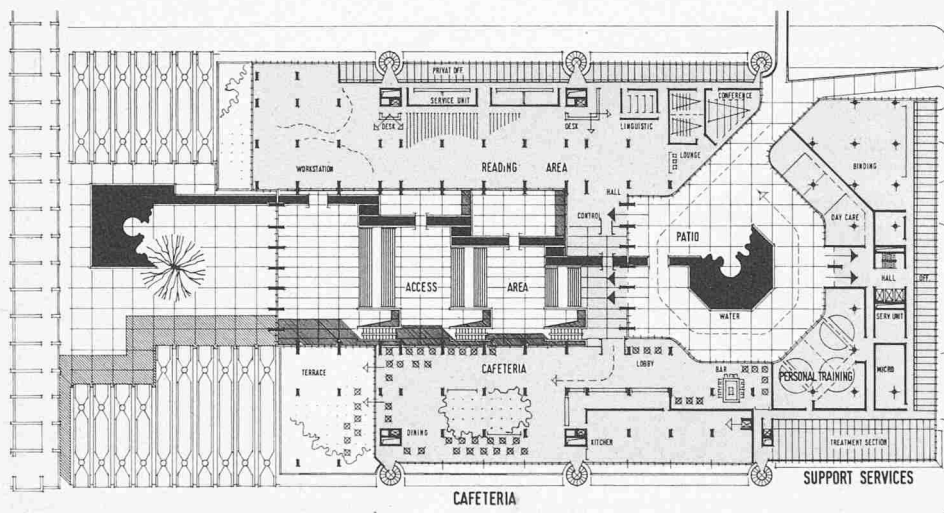 PRIVAT OFF
SERVICE UNIT
CONFERENCE
DESK
DESK
LINGUISTIC
LOUNGE
BINDING
WORKSTATION
READING AREA
HALL
CONTROL
DAY CARE
PATIO
ACCESS AREA
HALL
OFF
WATER
SERV UNIT
CAFETERIA
LOBBY
TERRACE
BAR
PERSONAL TRAINING
MICRO
DINING
KITCHEN
TREATMENT SECTION
SUPPORT SERVICES
CAFETERIA